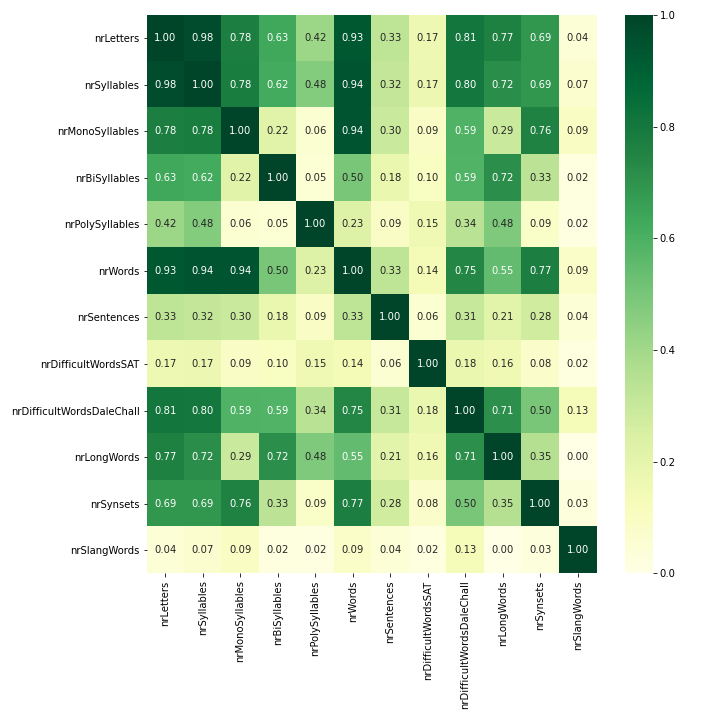 nrLetters 1.00 0.98 0.78 0.63 0.42 0.93 0.33 0.17 0.81 0.77 0.69 0.04
nrSyllables 0.98 1.00 0.78 0.62 0.48 0.94 0.32 0.17 0.80 0.72 0.69 0.07
nrMonoSyllables 0.78 0.78 1.00 0.22 0.06 0.94 0.30 0.09 0.59 0.29 0.76 0.09
nrBiSyllables 0.63 0.62 0.22 1.00 0.05 0.50 0.18 0.10 0.59 0.72 0.33 0.02
nrPolySyllables 0.42 0.48 0.06 0.05 1.00 0.23 0.09 0.15 0.34 0.48 0.09 0.02
nrWords 0.93 0.94 0.94 0.50 0.23 1.00 0.33 0.14 0.75 0.55 0.77 0.09
nrSentences 0.33 0.32 0.30 0.18 0.09 0.33 1.00 0.06 0.31 0.21 0.28 0.04
nrDifficultWordsSAT 0.17 0.17 0.09 0.10 0.15 0.14 0.06 1.00 0.18 0.16 0.08 0.02
nrDifficultWordsDaleChall 0.81 0.80 0.59 0.59 0.34 0.75 0.31 0.18 1.00 0.71 0.50 0.13
nrLongWords 0.77 0.72 0.29 0.72 0.48 0.55 0.21 0.16 0.71 1.00 0.35 0.00
nrSynsets 0.69 0.69 0.76 0.33 0.09 0.77 0.28 0.08 0.50 0.35 1.00 0.03
nrSlangWords 0.04 0.07 0.09 0.02 0.02 0.09 0.04 0.02 0.13 0.00 0.03 1.00
nrLetters
nrSyllables
nrMonoSyllables
nrBiSyllables
nrPolySyllables
nrWords
nrSentences
nrDifficultWordsSAT
nrDifficultWordsDaleChall
nrLongWords
nrSynsets
nrSlangWords
1.0
0.8
0.6
0.4
0.2
0.0